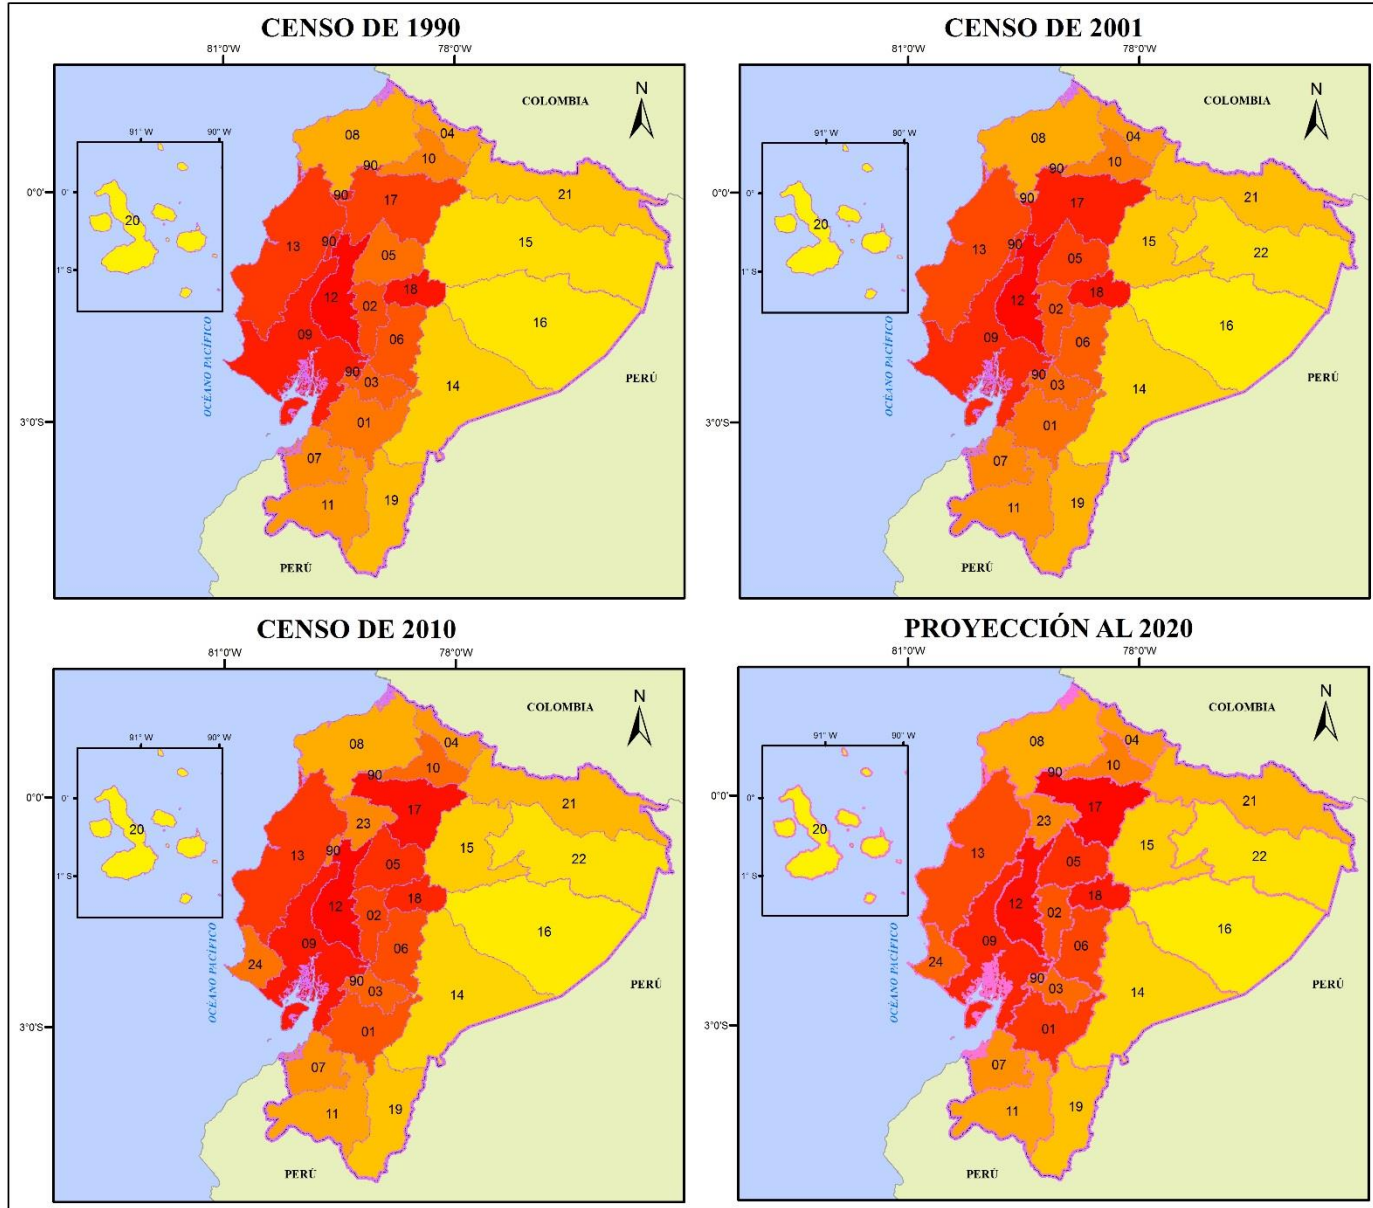 CENSO DE 1990
81°0'W 78°0'W
COLOMBIA
N
91° W 90° W
0°
1° S
20
0°0'
3°0'S
OCÉANO PACÍFICO
08
04
10
90
21
90
17
13
90
05
15
12
18
02
16
09
06
90
03
14
01
07
11
19
PERÚ
PERÚ
CENSO DE 2001
81°0'W 78°0'W
COLOMBIA
N
91° W 90° W
0°
1° S
20
0°0'
3°0'S
OCÉANO PACÍFICO
08
04
10
90
21
90
17
13
90
05
15
22
12
18
02
16
09
06
90
03
14
01
07
11
19
PERÚ
PERÚ
CENSO DE 2010
81°0'W 78°0'W
COLOMBIA
N
91° W 90° W
0°
1° S
20
0°0'
3°0'S
OCÉANO PACÍFICO
08
04
10
90
21
17
23
13
90
05
15
22
12
18
02
16
09
06
24
90
03
14
01
07
11
19
PERÚ
PERÚ
PROYECCIÓN AL 2020
81°0'W 78°0'W
COLOMBIA
N
91° W 90° W
0°
1° S
20
0°0'
3°0'S
OCÉANO PACÍFICO
08
04
10
90
21
17
23
13
05
15
22
12
18
02
16
09
06
24
90
03
14
01
07
11
19
PERÚ
PERÚ